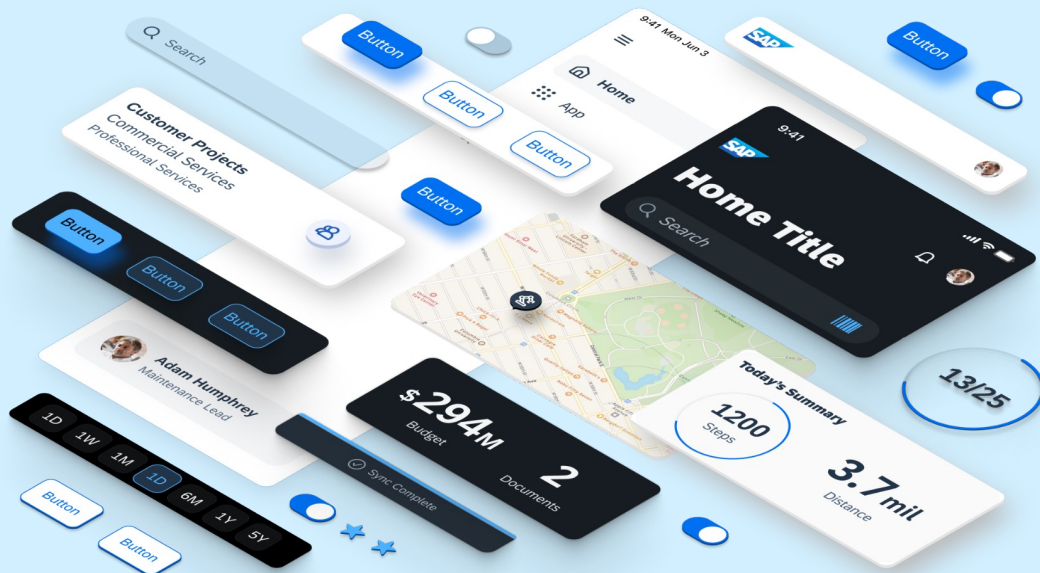 Search
Button
Button
Button
9:41 Mon Jun 3
Home
App
SAP
Button
Customer Projects
Commercial Services
Professional Services
Button
9:41
SAP
Home Title
Search
Button
Button
Button
Adam Humphrey
Maintenance Lead
1D
1W
1M
1D
6M
1Y
5Y
Button
Button
Sync Complete
$294M
Budget
2
Documents
Today's Summary
1200
Steps
3.7 mil
Distance
13/25